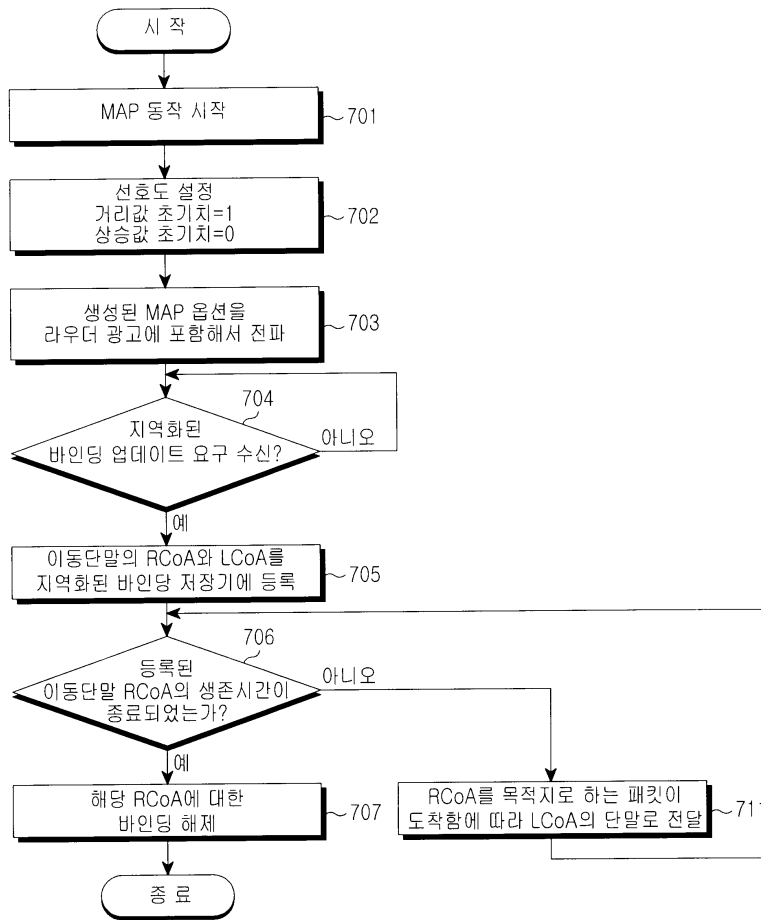 시 작
MAP 동작 시작
701
선호도 설정
거리값 초기치=1
상승값 초기치=0
702
생성된 MAP 옵션을
라우더 광고에 포함해서 전파
703
704
지역화된
바인딩 업데이트 요구 수신?
아니오
예
이동단말의 RCoA와 LCoA를
지역화된 바인당 저장기에 등록
705
706
등록된
이동단말 RCoA의 생존시간이
종료되었는가?
아니오
예
해당 RCoA에 대한
바인딩 해제
707
RCoA를 목적지로 하는 패킷이
도착함에 따라 LCoA의 단말로 전달
711
종 료